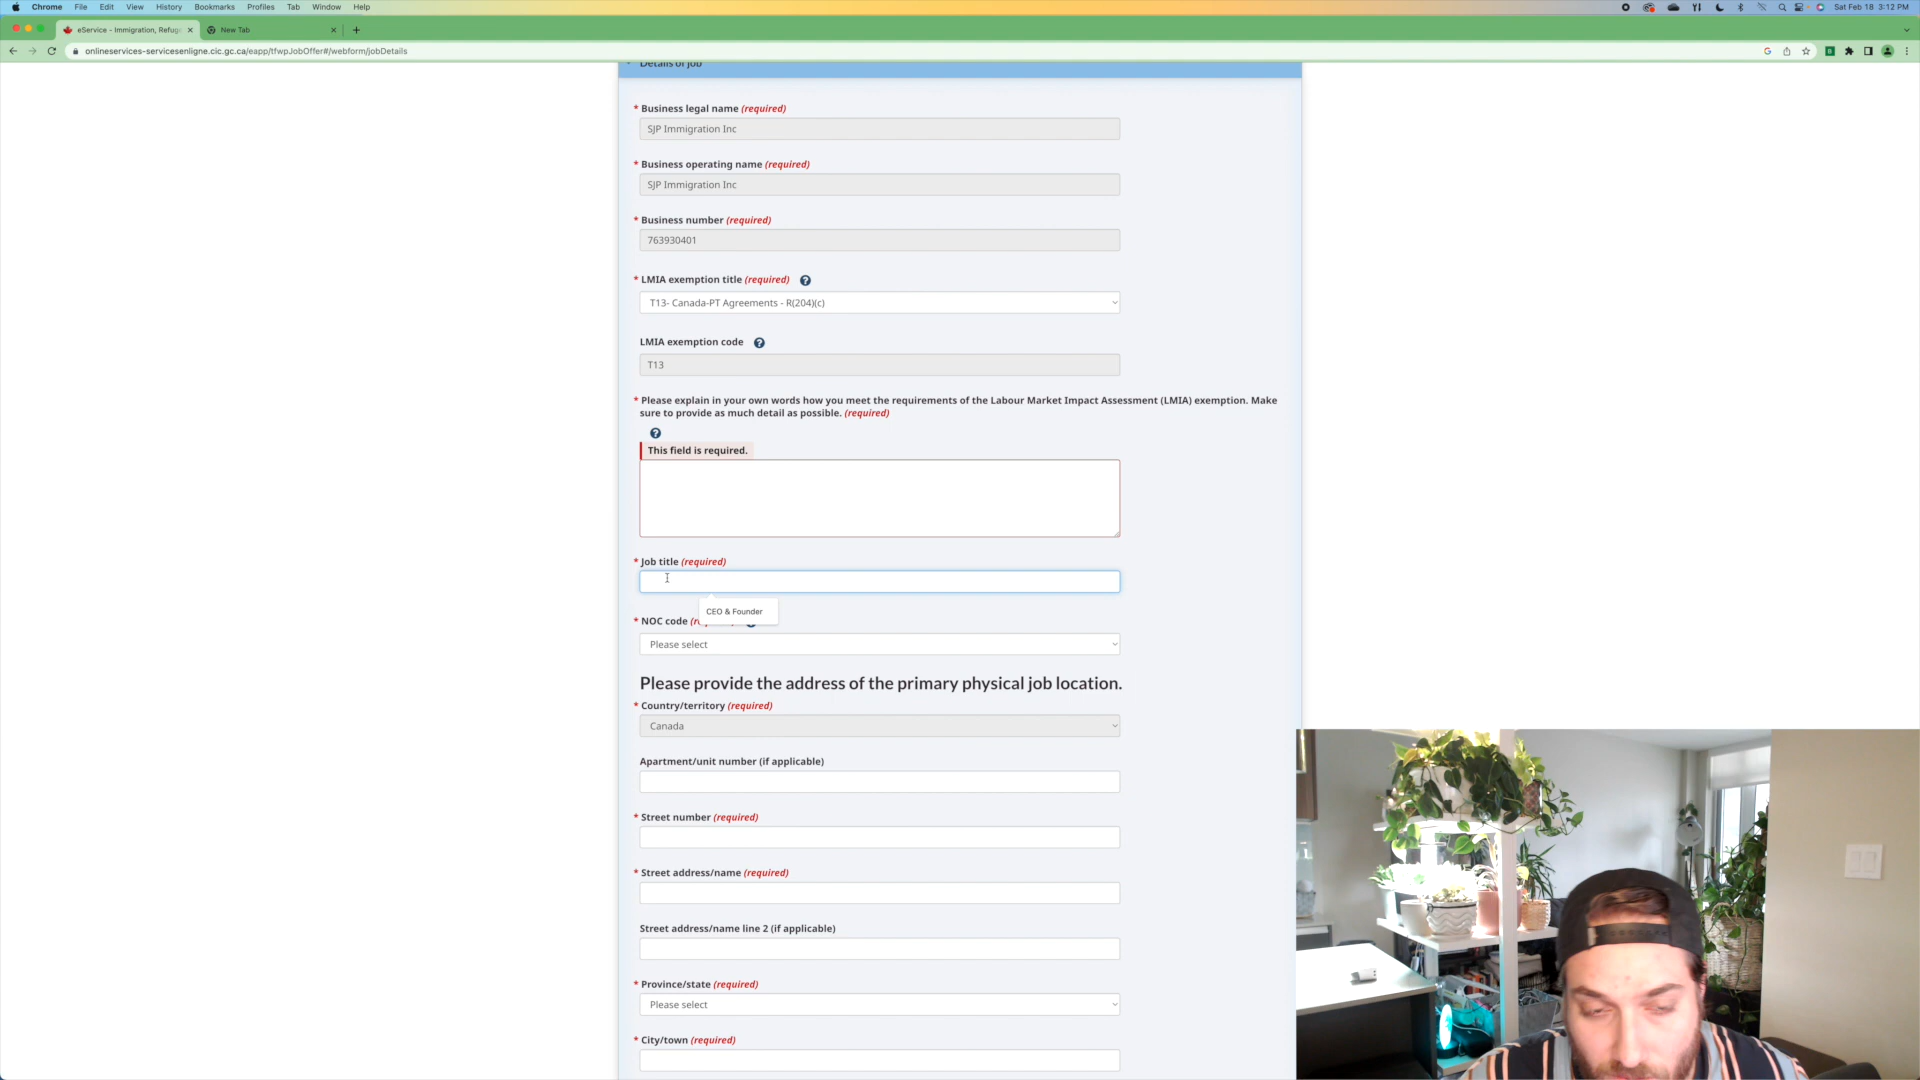 Chrome File Edit View History Bookmarks Profiles Tab Window Help Sat Feb 18 3:12 PM
eService - Immigration, Refug New Tab
onlineservices-servicesenligne.cic.gc.ca/eapp/tfwpJobOffer#/webform/jobDetails
Details of job
* Business legal name (required)
SJP Immigration Inc
* Business operating name (required)
SJP Immigration Inc
* Business number (required)
763930401
* LMIA exemption title (required) ?
T13- Canada-PT Agreements - R(204)(c)
LMIA exemption code ?
T13
* Please explain in your own words how you meet the requirements of the Labour Market Impact Assessment (LMIA) exemption. Make
sure to provide as much detail as possible. (required)
?
This field is required.
* Job title (required)
CEO & Founder
* NOC code
Please select
Please provide the address of the primary physical job location.
* Country/territory (required)
Canada
Apartment/unit number (if applicable)
* Street number (required)
* Street address/name (required)
Street address/name line 2 (if applicable)
* Province/state (required)
Please select
* City/town (required)